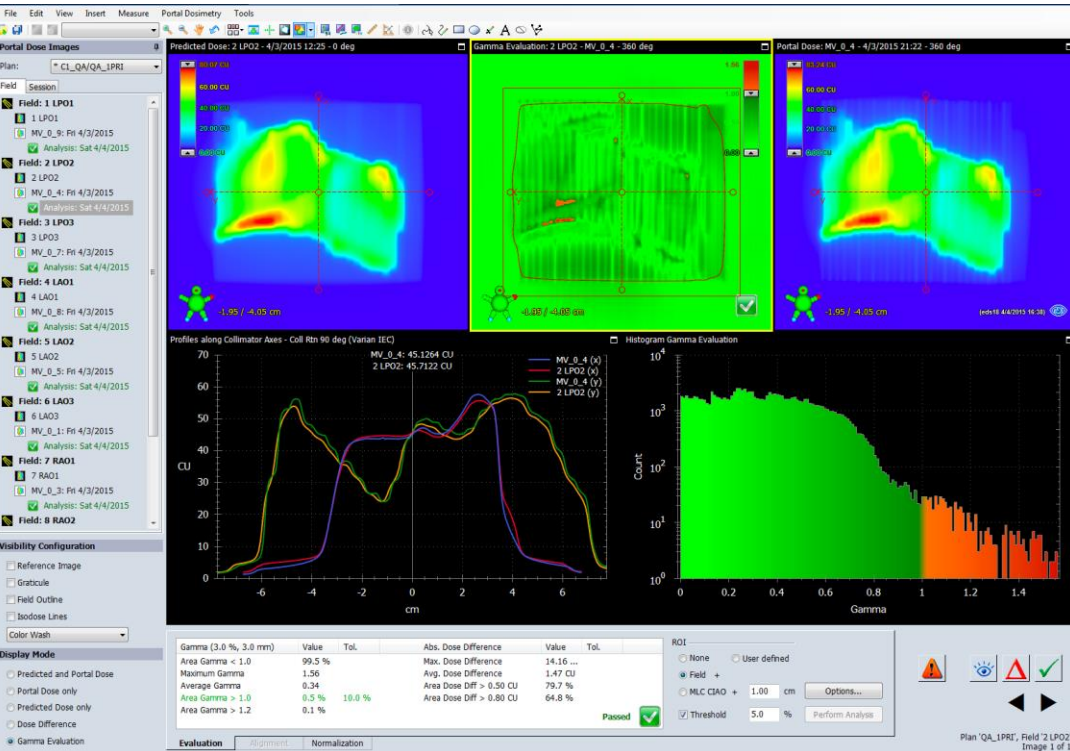 File Edit View Insert Measure Portal Dosimetry Tools
Portal Dose Images
Plan: * C1_QA/QA_1PRI
Field Session
Field: 1 LPO1
1 LPO1
MV_0_9: Fri 4/3/2015
Analysis: Sat 4/4/2015
Field: 2 LPO2
2 LPO2
MV_0_4: Fri 4/3/2015
Analysis: Sat 4/4/2015
Field: 3 LPO3
3 LPO3
MV_0_7: Fri 4/3/2015
Analysis: Sat 4/4/2015
Field: 4 LAO1
4 LAO1
MV_0_8: Fri 4/3/2015
Analysis: Sat 4/4/2015
Field: 5 LAO2
5 LAO2
MV_0_5: Fri 4/3/2015
Analysis: Sat 4/4/2015
Field: 6 LAO3
6 LAO3
MV_0_1: Fri 4/3/2015
Analysis: Sat 4/4/2015
Field: 7 RAO1
7 RAO1
MV_0_3: Fri 4/3/2015
Analysis: Sat 4/4/2015
Field: 8 RAO2
Visibility Configuration
Reference Image
Graticule
Field Outline
Isodose Lines
Color Wash
Display Mode
Predicted and Portal Dose
Portal Dose only
Predicted Dose only
Dose Difference
Gamma Evaluation
Predicted Dose: 2 LPO2 - 4/3/2015 12:25 - 0 deg
80.07 CU
60.00 CU
40.00 CU
20.00 CU
0.00 CU
Y
-1.95 / -4.05 cm
Gamma Evaluation: 2 LPO2 - MV_0_4 - 360 deg
1.56
1.00
0.00
X
Y
-1.95 / -4.05 cm
Portal Dose: MV_0_4 - 4/3/2015 21:22 - 360 deg
83.24 CU
60.00 CU
40.00 CU
20.00 CU
0.00 CU
Y
-1.95 / -4.05 cm
(eds18 4/4/2015 16:38)
Profiles along Collimator Axes - Coll Rtn 90 deg (Varian IEC)
MV_0_4: 45.1264 CU
2 LPO2: 45.7122 CU
MV_0_4 (x)
2 LPO2 (x)
MV_0_4 (y)
2 LPO2 (y)
70
60
50
40
30
20
10
0
CU
-6 -4 -2 0 2 4 6
cm
Histogram Gamma Evaluation
10^4
10^3
10^2
10^1
10^0
Count
0 0.2 0.4 0.6 0.8 1 1.2 1.4
Gamma
Gamma (3.0 %, 3.0 mm) Value Tol. Abs. Dose Difference Value Tol.
Area Gamma < 1.0 99.5 % Max. Dose Difference 14.16 ...
Maximum Gamma 1.56 Avg. Dose Difference 1.47 CU
Average Gamma 0.34 Area Dose Diff > 0.50 CU 79.7 %
Area Gamma > 1.0 0.5 % 10.0 % Area Dose Diff > 0.80 CU 64.8 %
Area Gamma > 1.2 0.1 %
Passed
Evaluation Alignment Normalization
ROI
None User defined
Field +
MLC CIAO + 1.00 cm Options...
Threshold 5.0 % Perform Analysis
Plan 'QA_1PRI', Field '2 LPO2
Image 1 of 1